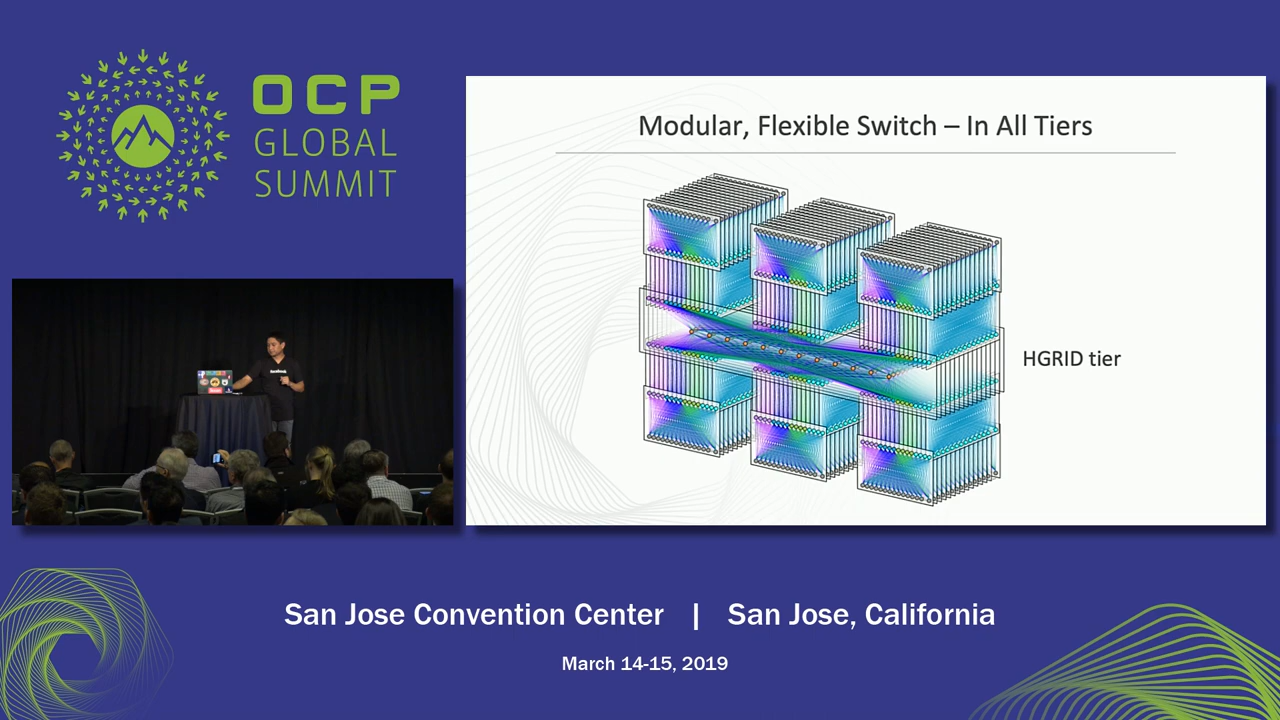 OCP
GLOBAL
SUMMIT
Modular, Flexible Switch – In All Tiers
HGRID tier
facebook
San Jose Convention Center | San Jose, California
March 14-15, 2019